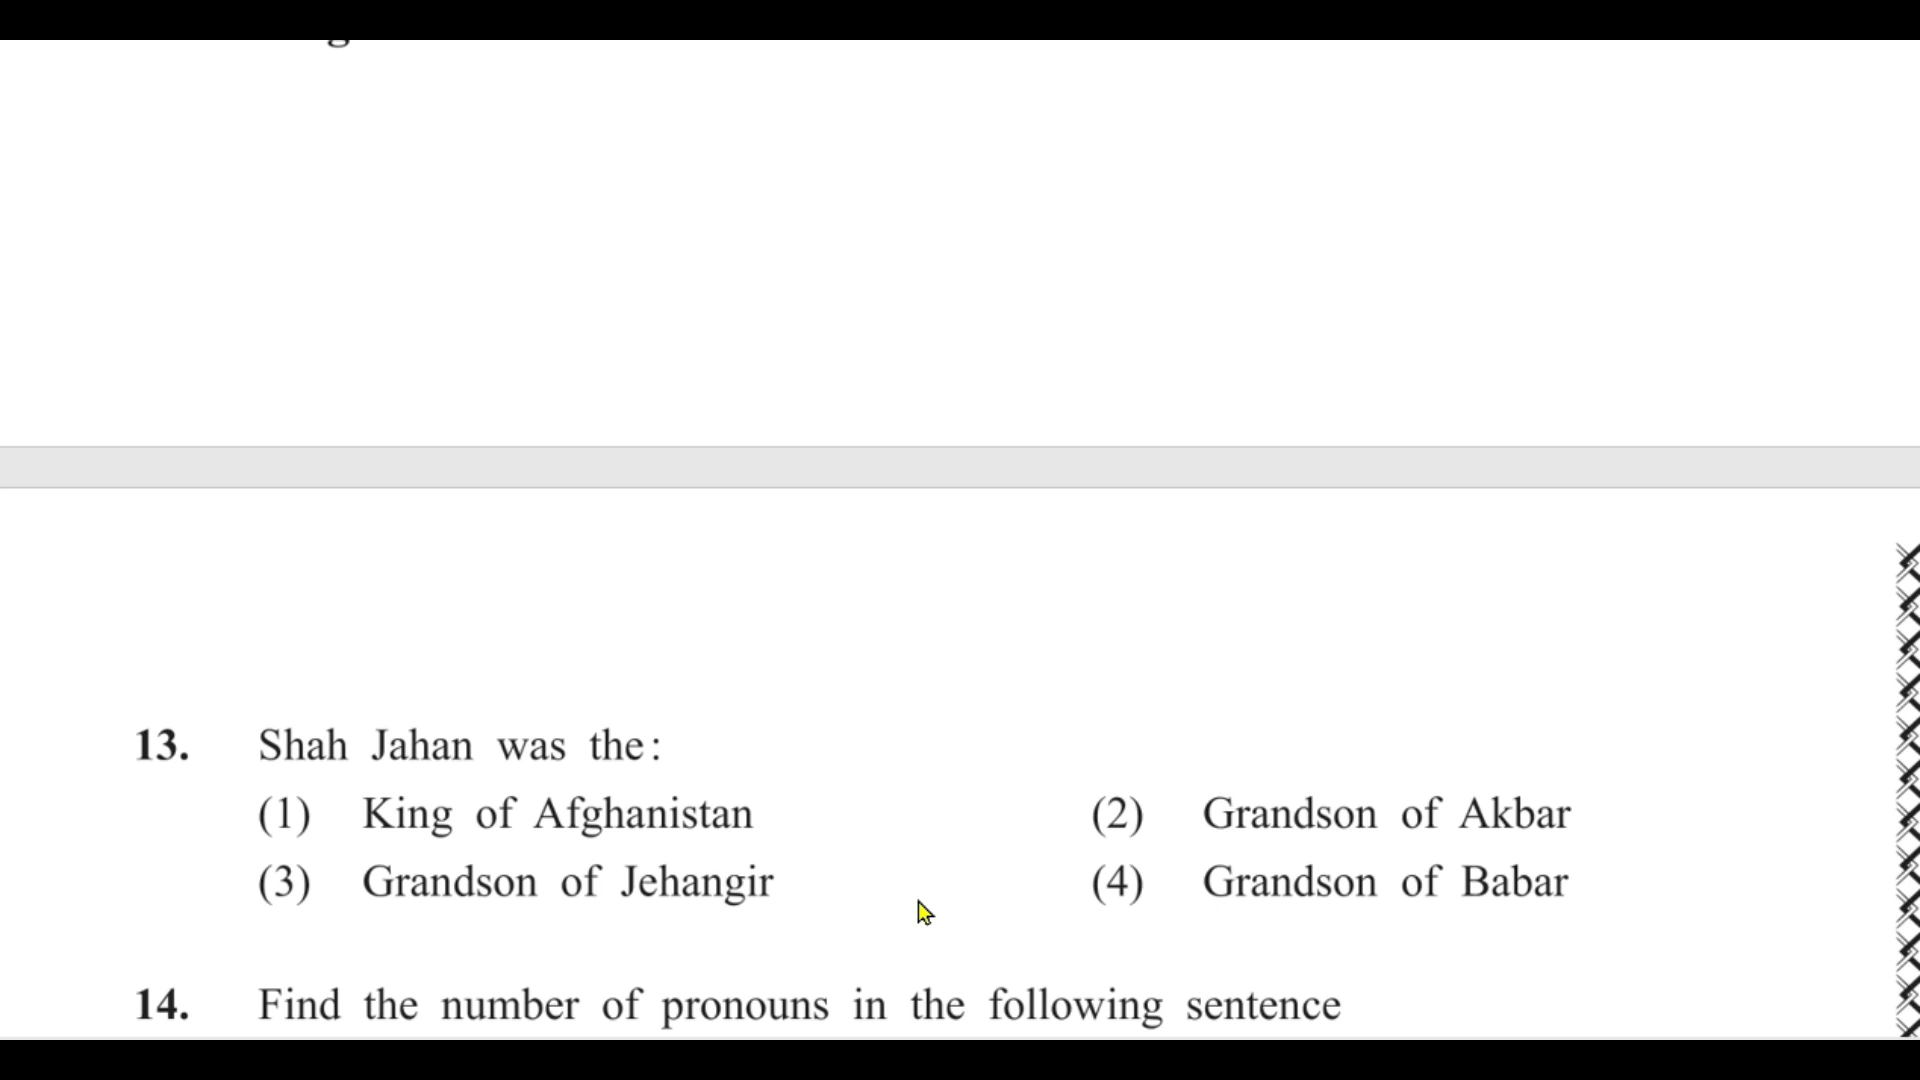 13. Shah Jahan was the:
(1) King of Afghanistan (2) Grandson of Akbar
(3) Grandson of Jehangir (4) Grandson of Babar
14. Find the number of pronouns in the following sentence